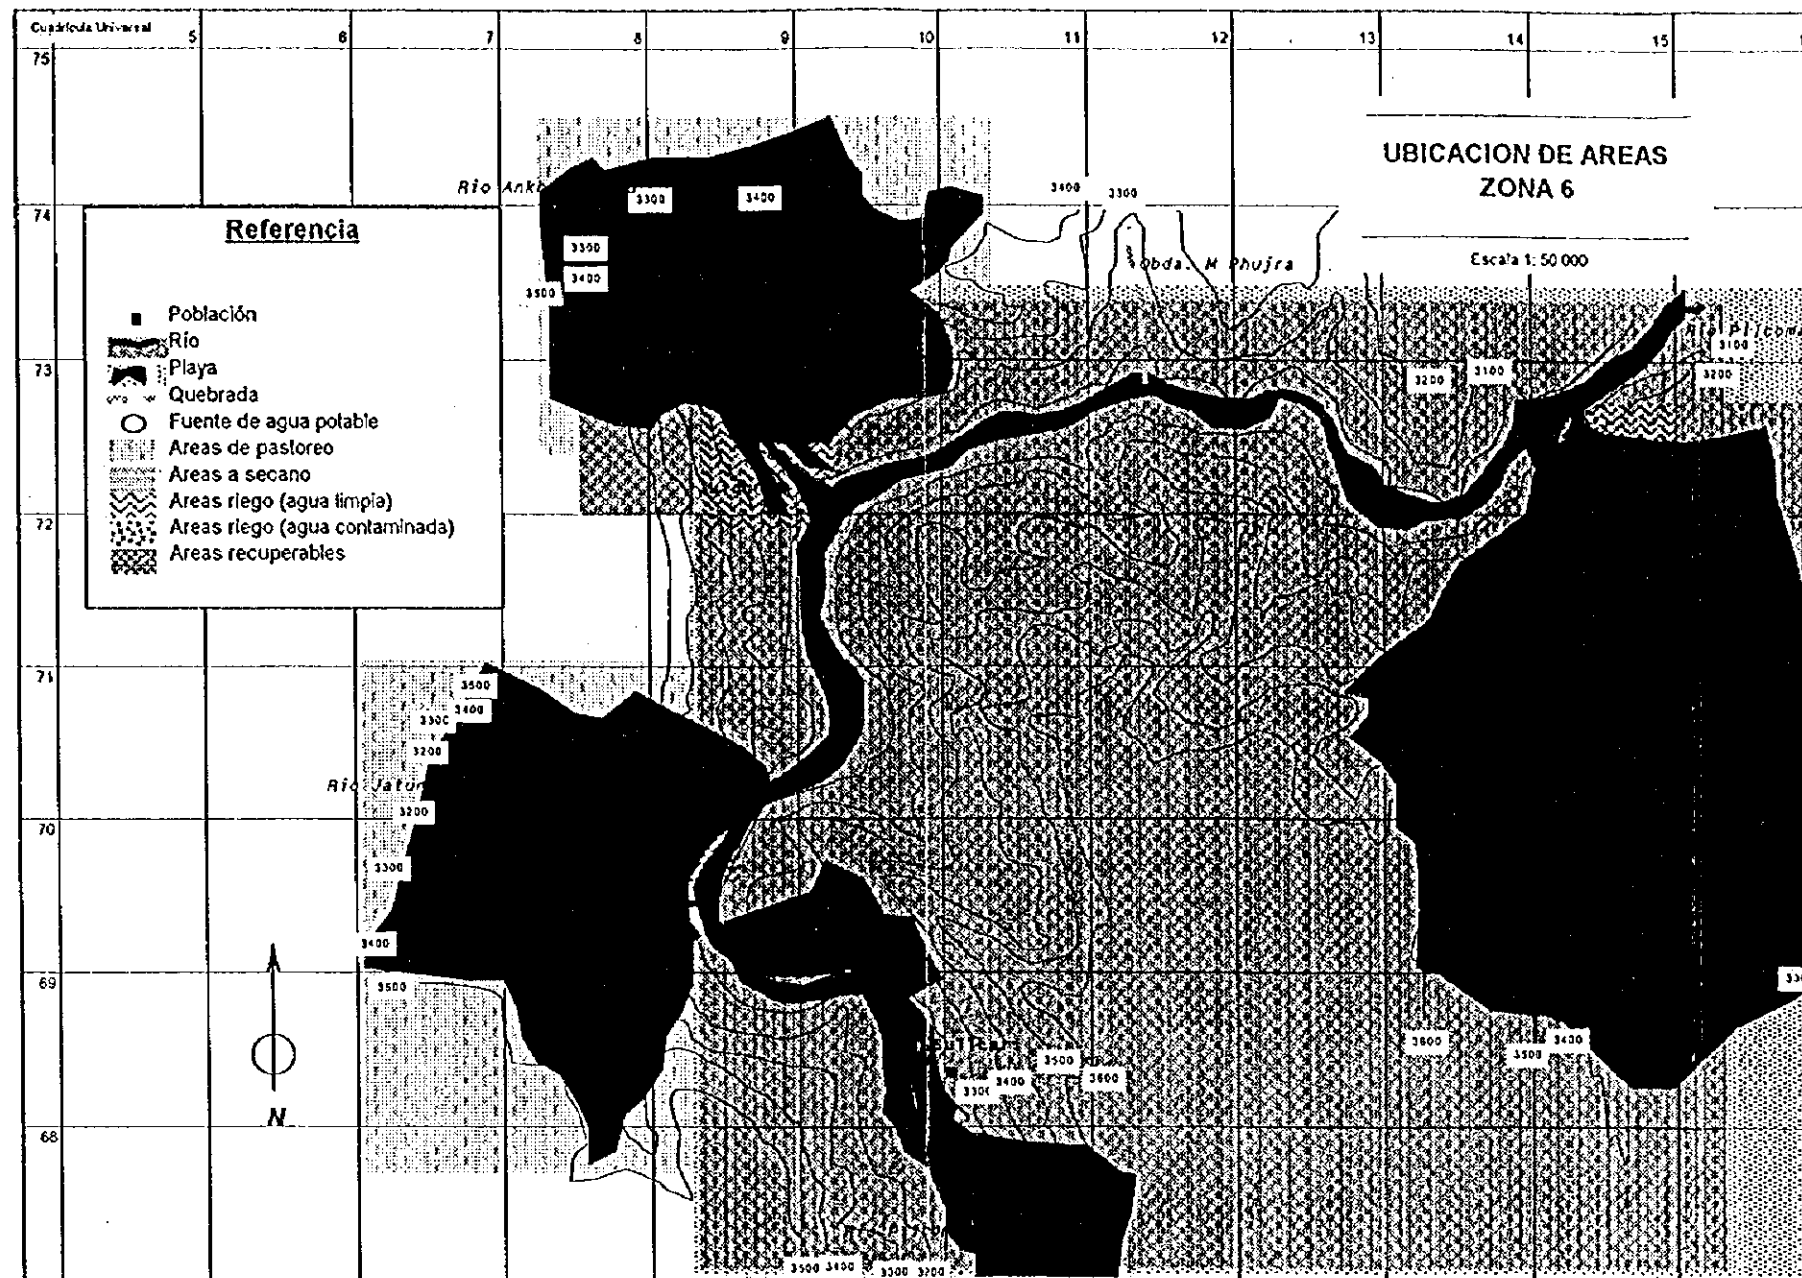 Cuadrícula Universal
5 6 7 8 9 10 11 12 13 14 15
75
UBICACION DE AREAS
ZONA 6
Escala 1: 50 000
74
3300 3400
3400 3300
Referencia
3300
3400
3500
Qbda. M Phujra
Población
Río
Playa
Quebrada
Fuente de agua potable
Areas de pastoreo
Areas a secano
Areas riego (agua limpia)
Areas riego (agua contaminada)
Areas recuperables
3100
73
3200 3100
3200
72
71
3500
3300 3400
3200
Río Jatun
3200
70
3300
3400
69
3500
N
3300 3400 3500 3600
3600 3500 3400
68
3500 3400 3300 3200